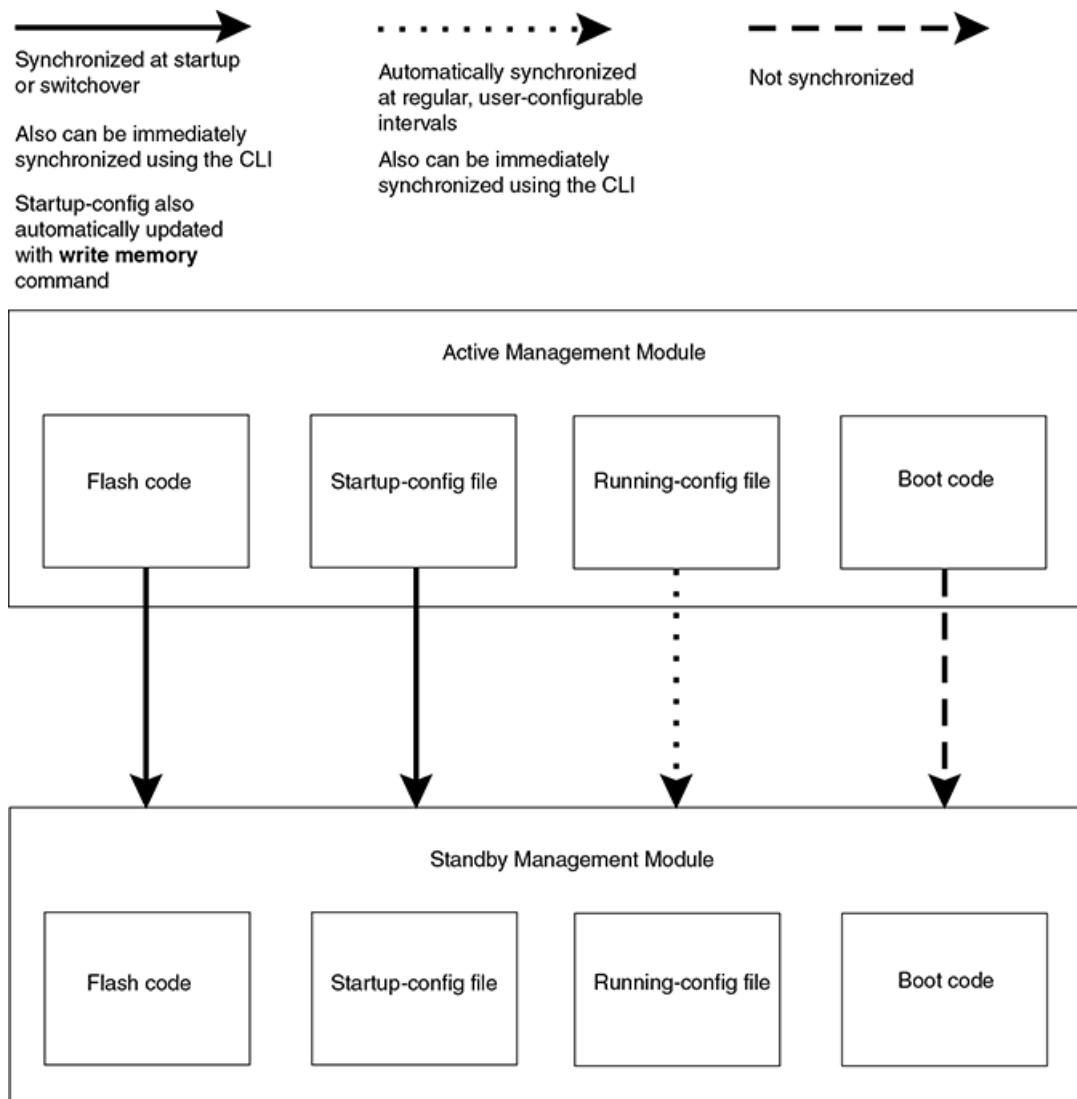 Synchronized at startup
or switchover
Also can be immediately
synchronized using the CLI
Startup-config also
automatically updated
with write memory
command
Automatically synchronized
at regular, user-configurable
intervals
Also can be immediately
synchronized using the CLI
Not synchronized
Active Management Module
Flash code
Startup-config file
Running-config file
Boot code
Standby Management Module
Flash code
Startup-config file
Running-config file
Boot code